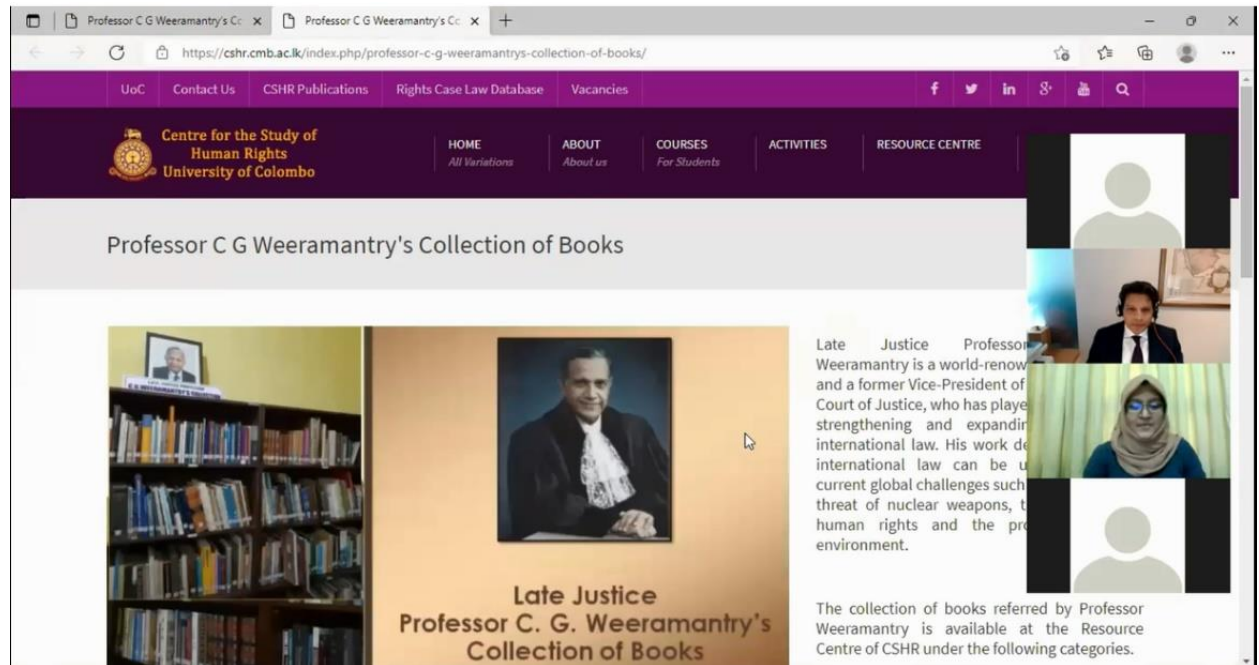 Professor C G Weeramantry's Cc
Professor C G Weeramantry's Cc
https://cshr.cmb.ac.lk/index.php/professor-c-g-weeramantrys-collection-of-books/
UoC Contact Us CSHR Publications Rights Case Law Database Vacancies
Centre for the Study of
Human Rights
University of Colombo
HOME
All Variations
ABOUT
About us
COURSES
For Students
ACTIVITIES
RESOURCE CENTRE
Professor C G Weeramantry's Collection of Books
Late Justice
Professor C. G. Weeramantry's
Collection of Books
Late Justice Professor
Weeramantry is a world-renow
and a former Vice-President of
Court of Justice, who has playe
strengthening and expandin
international law. His work de
international law can be u
current global challenges such
threat of nuclear weapons, t
human rights and the pro
environment.
The collection of books referred by Professor
Weeramantry is available at the Resource
Centre of CSHR under the following categories.